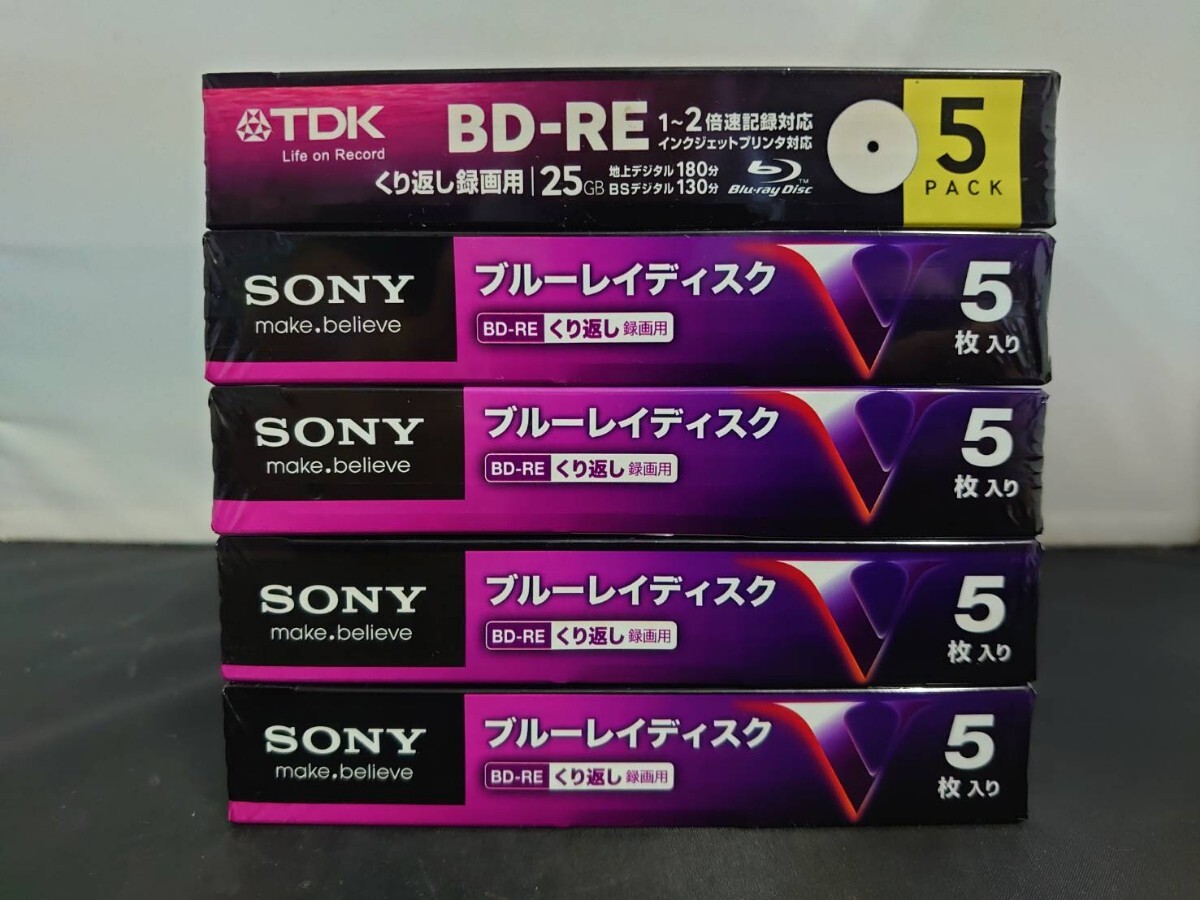 TDK
Life on Record
BD-RE
1~2倍速記録対応
インクジェットプリンタ対応
くり返し録画用
25GB
地上デジタル 180分
BSデジタル 130分
Blu-ray Disc™
5
PACK
SONY
make.believe
ブルーレイディスク
BD-RE くり返し 録画用
5
枚入り
SONY
make.believe
ブルーレイディスク
BD-RE くり返し 録画用
5
枚入り
SONY
make.believe
ブルーレイディスク
BD-RE くり返し 録画用
5
枚入り
SONY
make.believe
ブルーレイディスク
BD-RE くり返し 録画用
5
枚入り